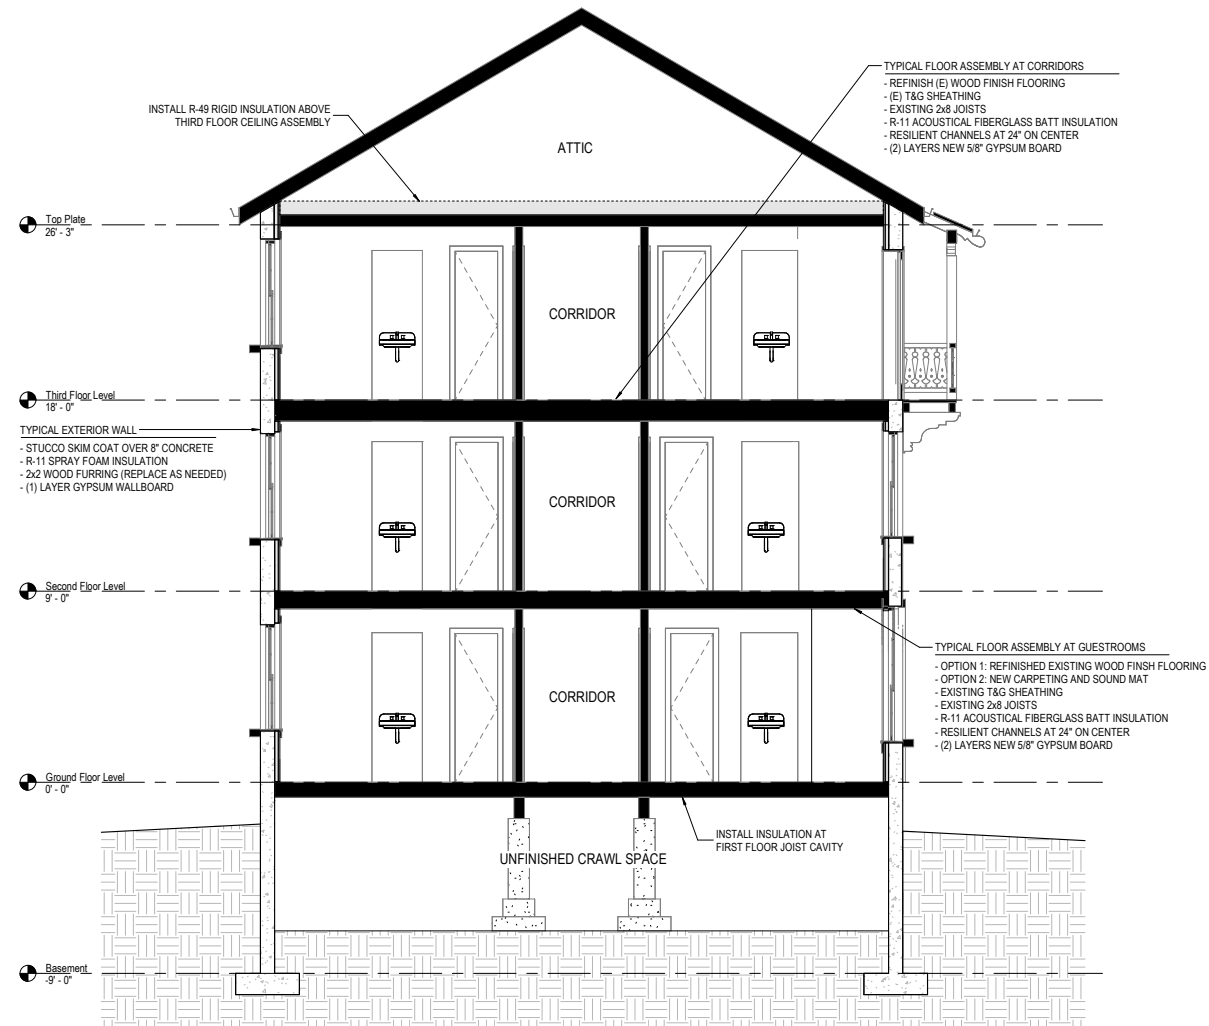 TYPICAL FLOOR ASSEMBLY AT CORRIDORS
- REFINISH (E) WOOD FINISH FLOORING
- (E) T&G SHEATHING
- EXISTING 2x8 JOISTS
- R-11 ACOUSTICAL FIBERGLASS BATT INSULATION
- RESILIENT CHANNELS AT 24" ON CENTER
- (2) LAYERS NEW 5/8" GYPSUM BOARD
INSTALL R-49 RIGID INSULATION ABOVE
THIRD FLOOR CEILING ASSEMBLY
ATTIC
Top Plate
26' - 3"
CORRIDOR
Third Floor Level
18' - 0"
TYPICAL EXTERIOR WALL
- STUCCO SKIM COAT OVER 8" CONCRETE
- R-11 SPRAY FOAM INSULATION
- 2x2 WOOD FURRING (REPLACE AS NEEDED)
- (1) LAYER GYPSUM WALLBOARD
CORRIDOR
Second Floor Level
9' - 0"
TYPICAL FLOOR ASSEMBLY AT GUESTROOMS
- OPTION 1: REFINISHED EXISTING WOOD FINSH FLOORING
- OPTION 2: NEW CARPETING AND SOUND MAT
- EXISTING T&G SHEATHING
- EXISTING 2x8 JOISTS
- R-11 ACOUSTICAL FIBERGLASS BATT INSULATION
- RESILIENT CHANNELS AT 24" ON CENTER
- (2) LAYERS NEW 5/8" GYPSUM BOARD
CORRIDOR
Ground Floor Level
0' - 0"
INSTALL INSULATION AT
FIRST FLOOR JOIST CAVITY
UNFINISHED CRAWL SPACE
Basement
-9' - 0"